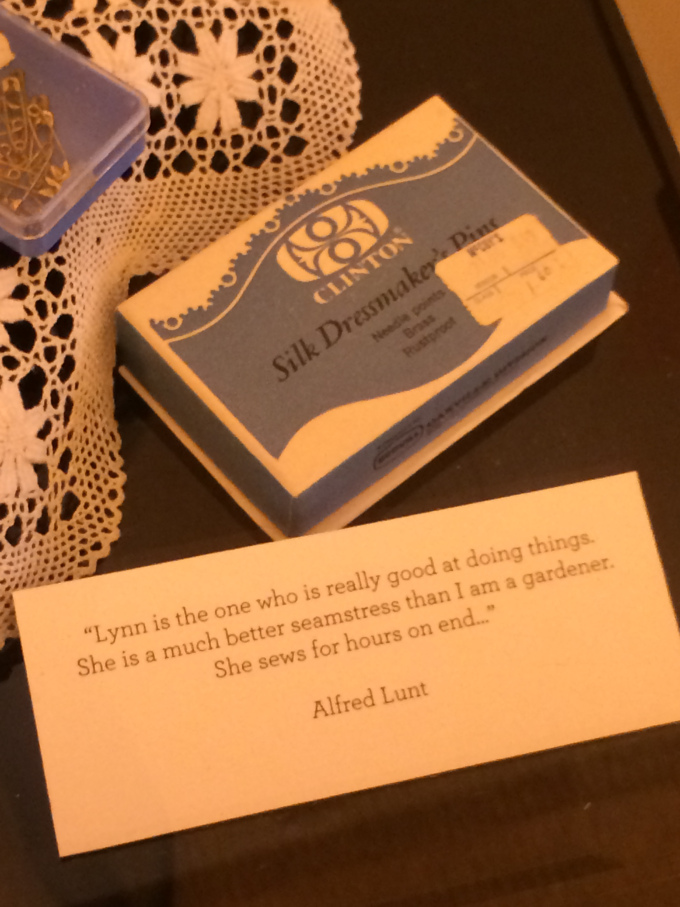 CLINTON
Silk Dressmaker's Pins
Needle points
Brass
Rustproof
"Lynn is the one who is really good at doing things.
She is a much better seamstress than I am a gardener.
She sews for hours on end..."
Alfred Lunt